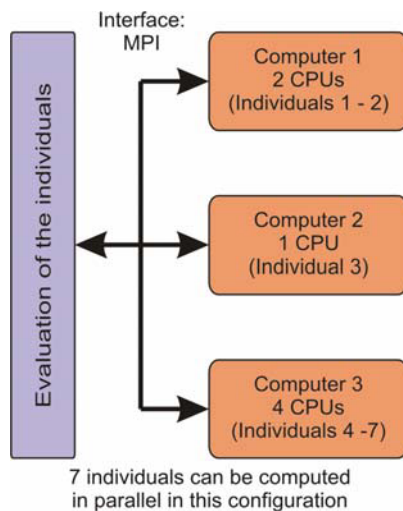 Interface:
MPI
Evaluation of the individuals
Computer 1
2 CPUs
(Individuals 1 - 2)
Computer 2
1 CPU
(Individual 3)
Computer 3
4 CPUs
(Individuals 4 -7)
7 individuals can be computed
in parallel in this configuration